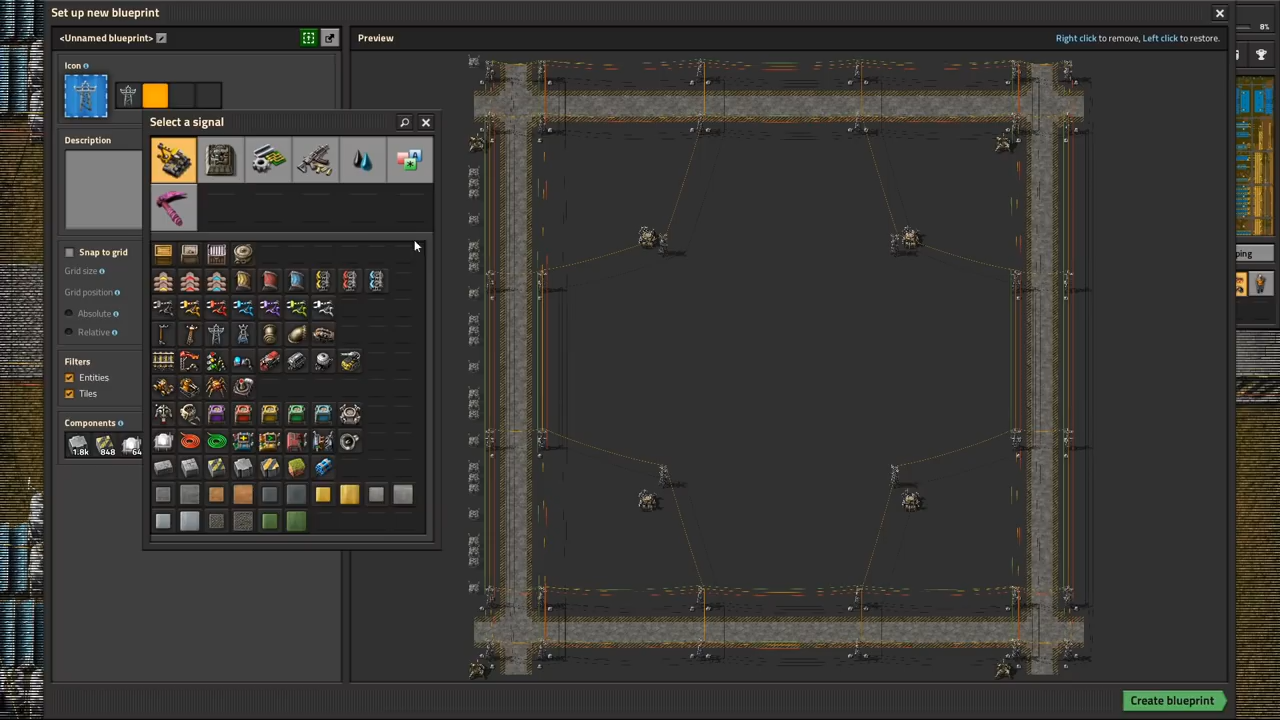 Set up new blueprint
8%
<Unnamed blueprint>
Preview
Right click to remove, Left click to restore.
Icon
Select a signal
Description
Snap to grid
Grid size
Grid position
Absolute
Relative
Filters
Entities
Tiles
Components
1.8k 848 64
ping
Create blueprint